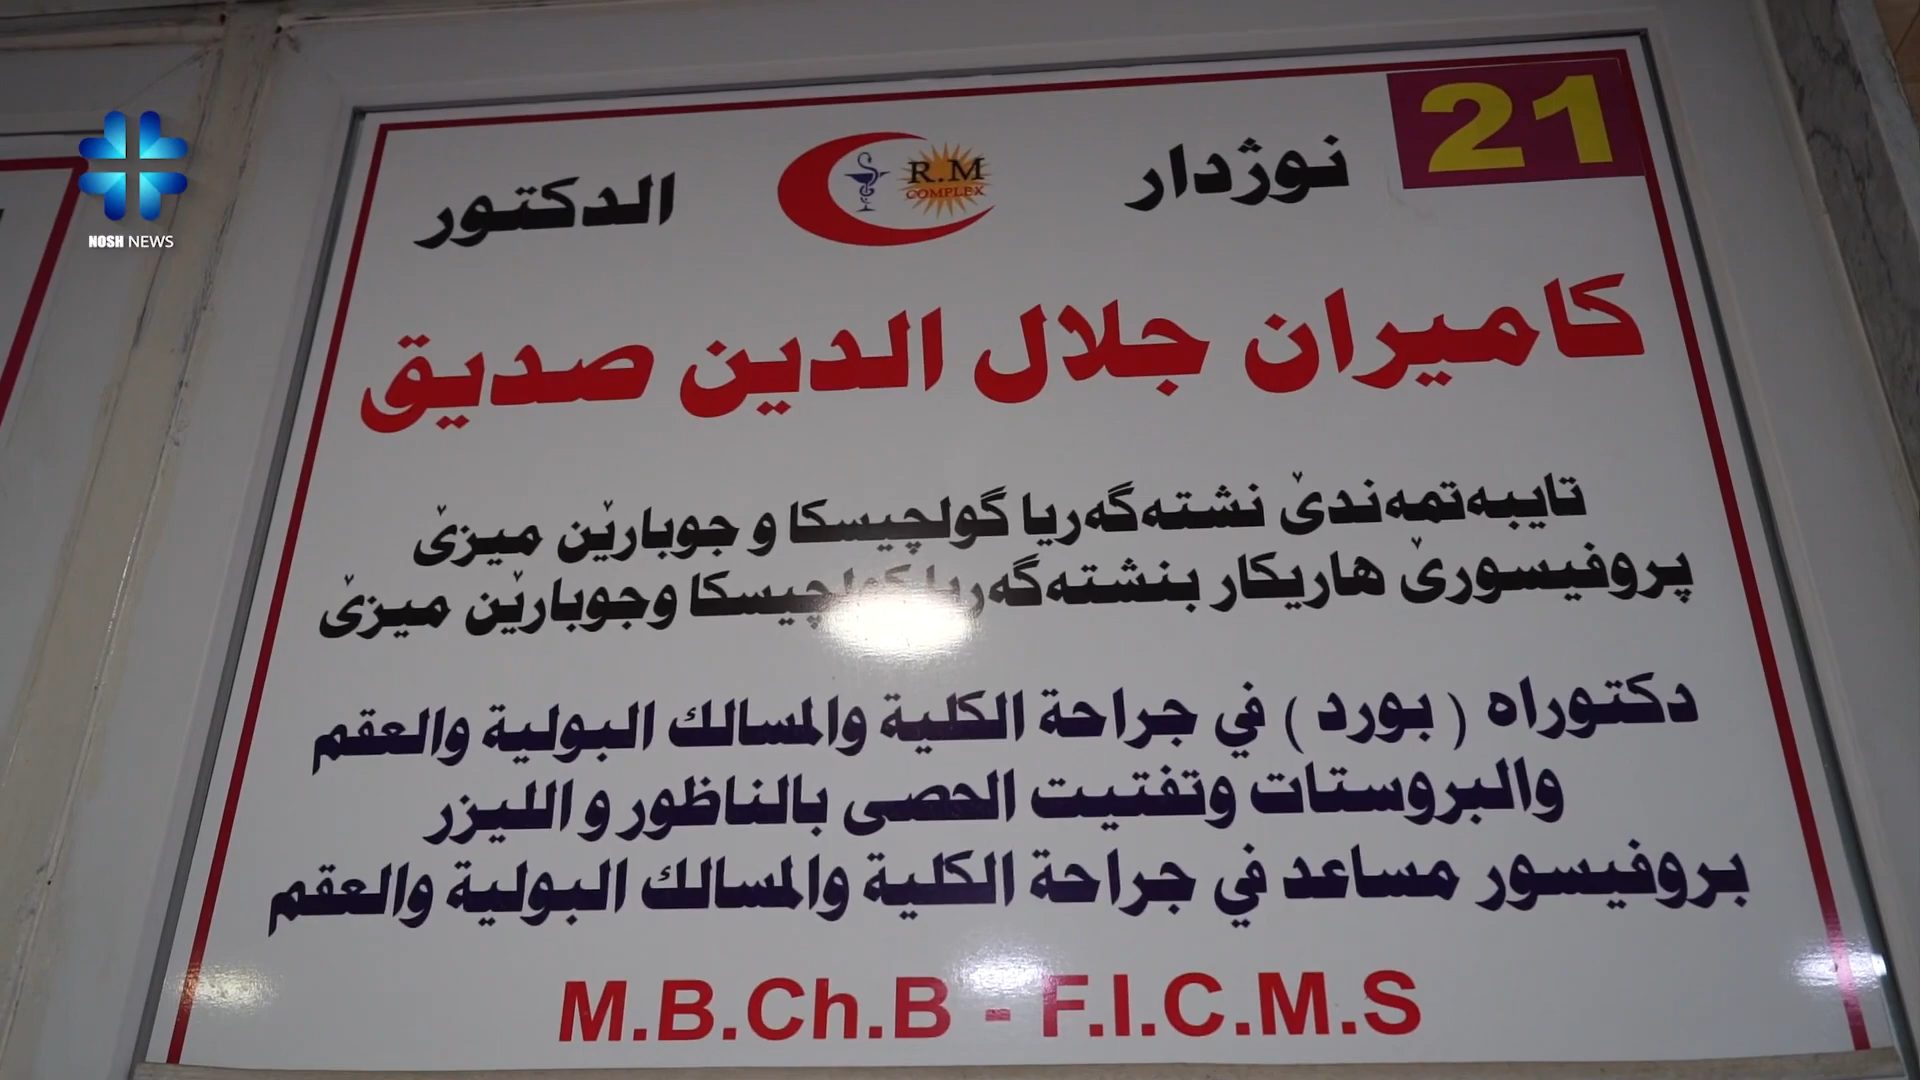 21
نوژدار
R.M
COMPLEX
الدكتور
NOSH NEWS
كاميران جلال الدين صديق
تایبەتمەندێ نشتەگەریا گولچیسکا و جوبارێن میزێ
پروفیسورێ هاریکار بنشتەگەریا گولچیسکا وجوبارێن میزێ
دكتوراه ( بورد ) في جراحة الكلية والمسالك البولية والعقم
والبروستات وتفتيت الحصى بالناظور و الليزر
بروفيسور مساعد في جراحة الكلية والمسالك البولية والعقم
M.B.Ch.B - F.I.C.M.S